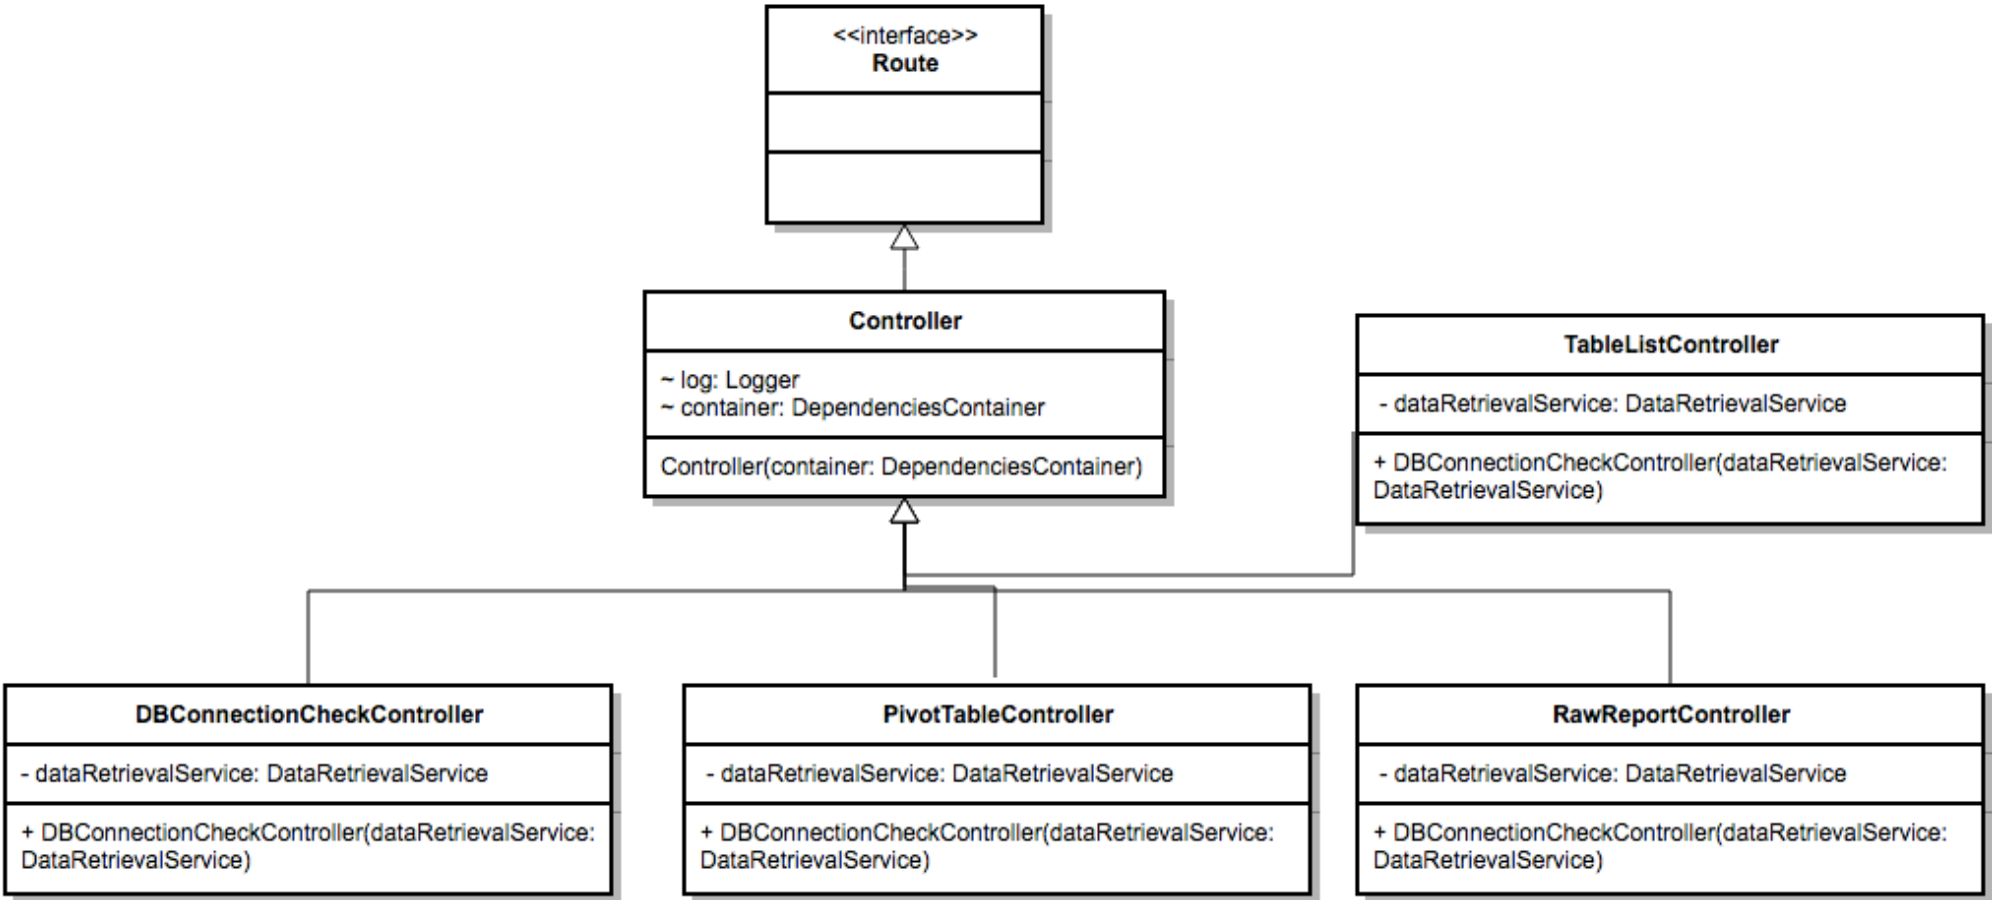 <<interface>>
Route
Controller
~ log: Logger
~ container: DependenciesContainer
Controller(container: DependenciesContainer)
TableListController
- dataRetrievalService: DataRetrievalService
+ DBConnectionCheckController(dataRetrievalService:
DataRetrievalService)
DBConnectionCheckController
- dataRetrievalService: DataRetrievalService
+ DBConnectionCheckController(dataRetrievalService:
DataRetrievalService)
PivotTableController
- dataRetrievalService: DataRetrievalService
+ DBConnectionCheckController(dataRetrievalService:
DataRetrievalService)
RawReportController
- dataRetrievalService: DataRetrievalService
+ DBConnectionCheckController(dataRetrievalService:
DataRetrievalService)